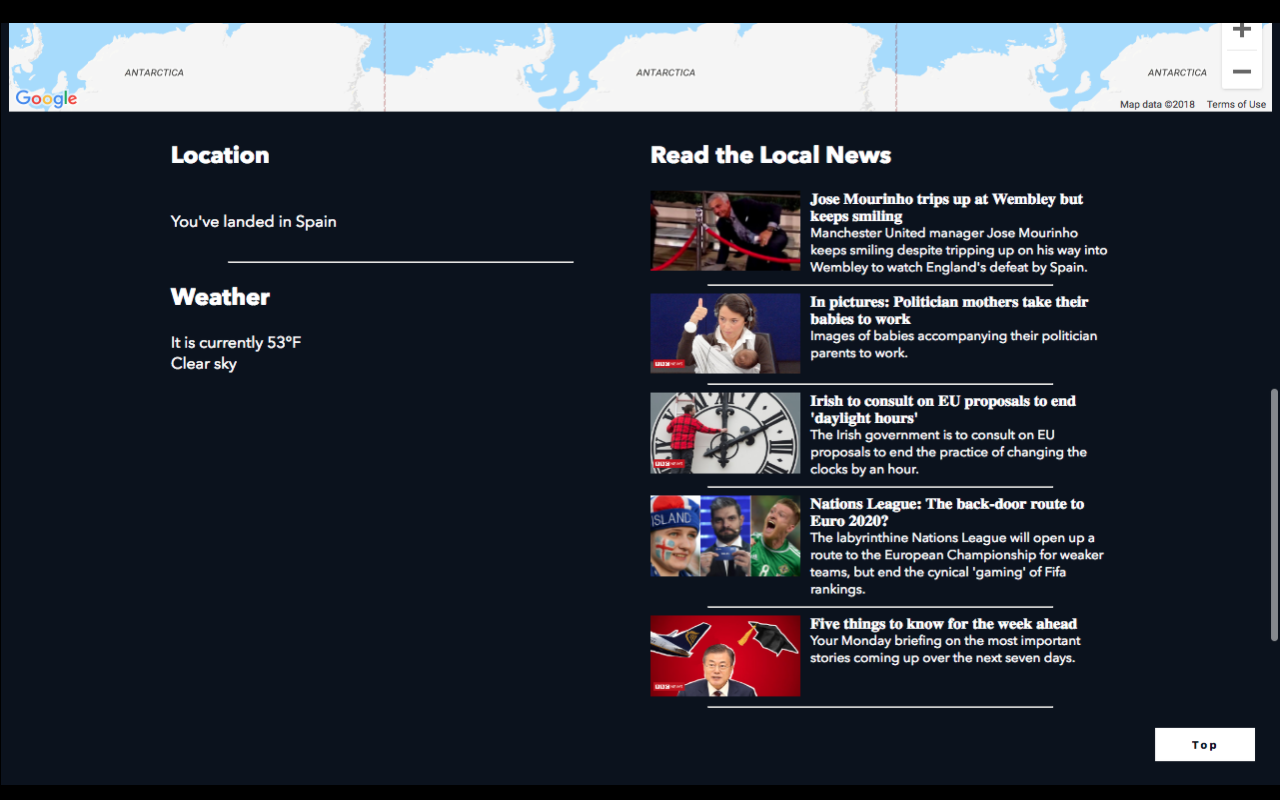 ANTARCTICA
ANTARCTICA
ANTARCTICA
+
−
Google
Map data ©2018 Terms of Use
Location
You've landed in Spain
Weather
It is currently 53°F
Clear sky
Read the Local News
Jose Mourinho trips up at Wembley but
keeps smiling
Manchester United manager Jose Mourinho
keeps smiling despite tripping up on his way into
Wembley to watch England's defeat by Spain.
In pictures: Politician mothers take their
babies to work
Images of babies accompanying their politician
parents to work.
BBC NEWS
Irish to consult on EU proposals to end
'daylight hours'
The Irish government is to consult on EU
proposals to end the practice of changing the
clocks by an hour.
BBC NEWS
Nations League: The back-door route to
Euro 2020?
The labyrinthine Nations League will open up a
route to the European Championship for weaker
teams, but end the cynical 'gaming' of Fifa
rankings.
ISLAND
8
Five things to know for the week ahead
Your Monday briefing on the most important
stories coming up over the next seven days.
BBC NEWS
Top